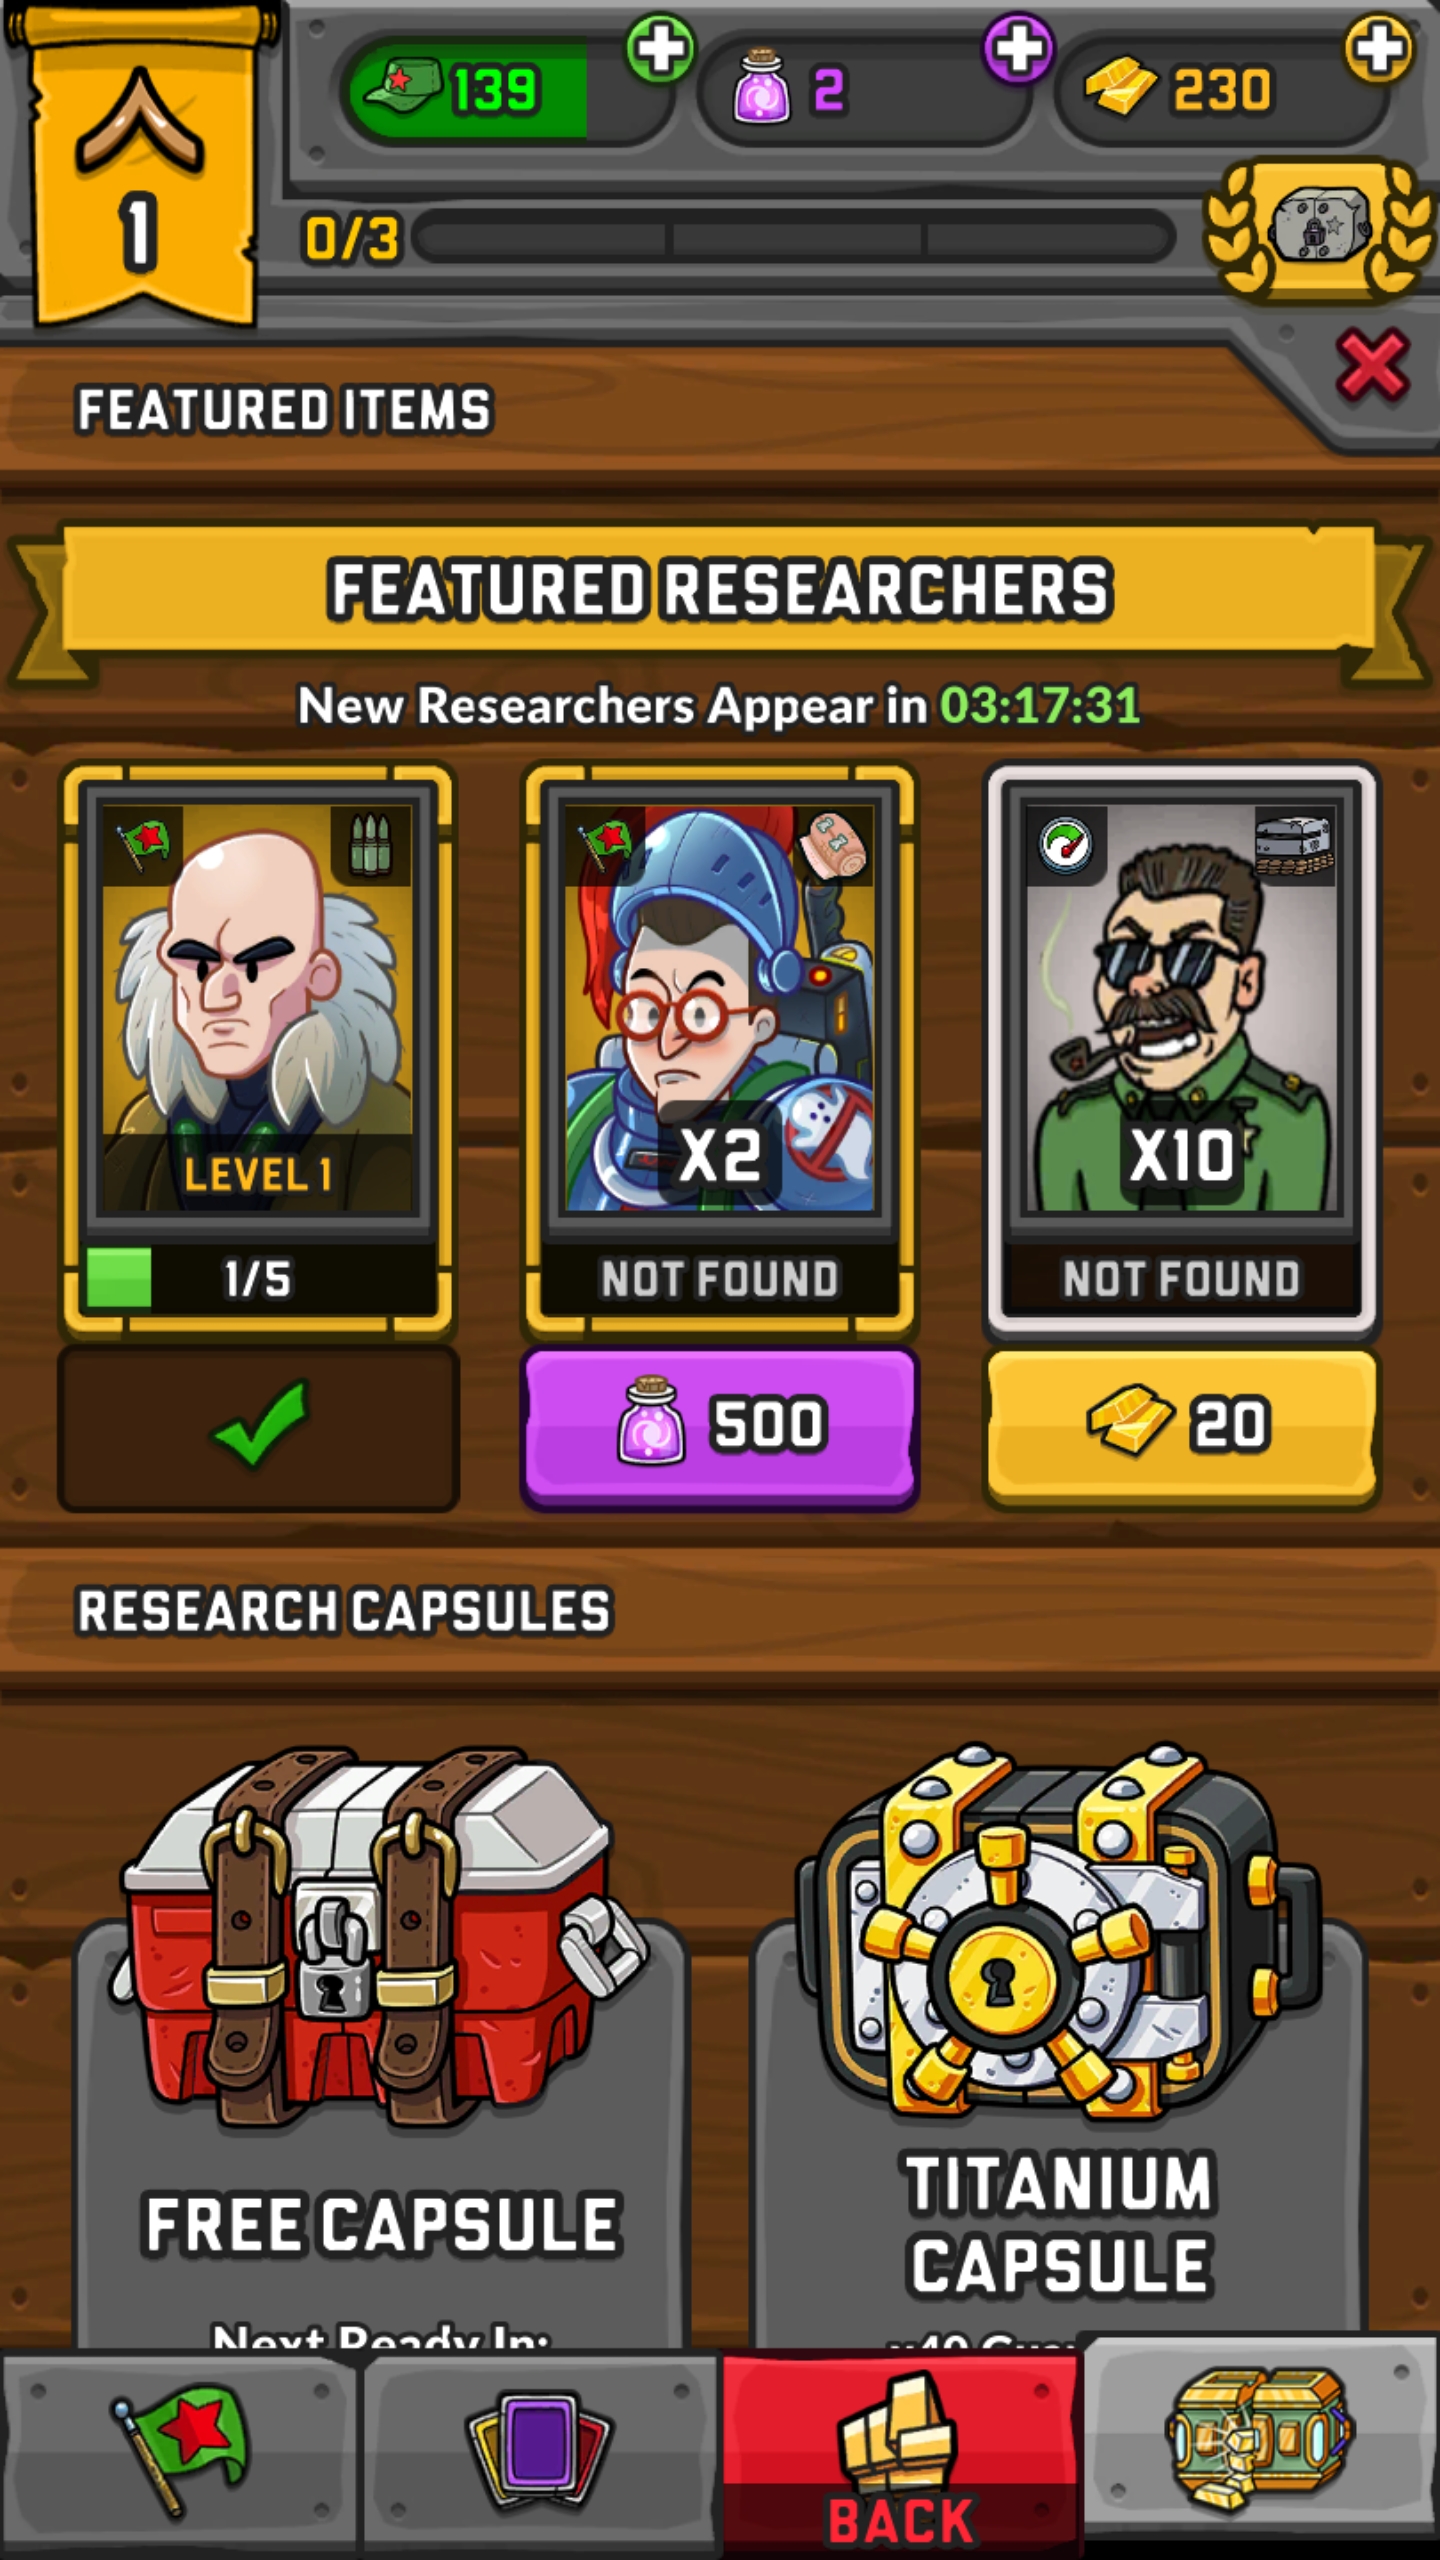 139
2
230
1
0/3
FEATURED ITEMS
FEATURED RESEARCHERS
New Researchers Appear in 03:17:31
LEVEL 1
X2
X10
1/5
NOT FOUND
NOT FOUND
500
20
RESEARCH CAPSULES
FREE CAPSULE
TITANIUM
CAPSULE
Next Ready In:
BACK